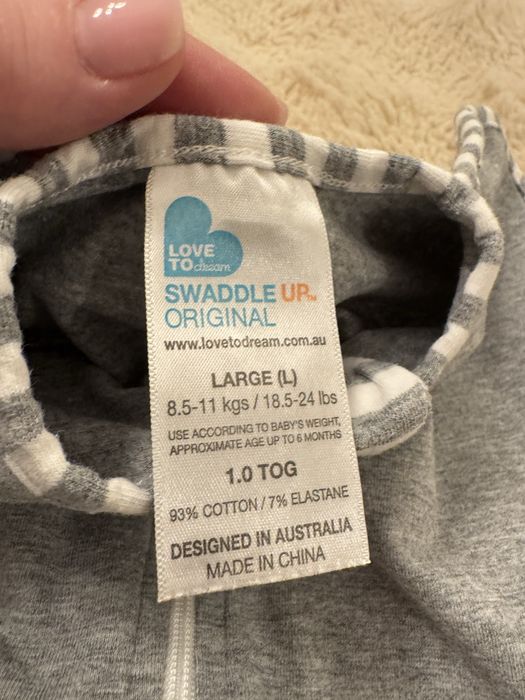 LOVE
TO dream
SWADDLE UP™
ORIGINAL
www.lovetodream.com.au
LARGE (L)
8.5-11 kgs / 18.5-24 lbs
USE ACCORDING TO BABY'S WEIGHT,
APPROXIMATE AGE UP TO 6 MONTHS
1.0 TOG
93% COTTON / 7% ELASTANE
DESIGNED IN AUSTRALIA
MADE IN CHINA